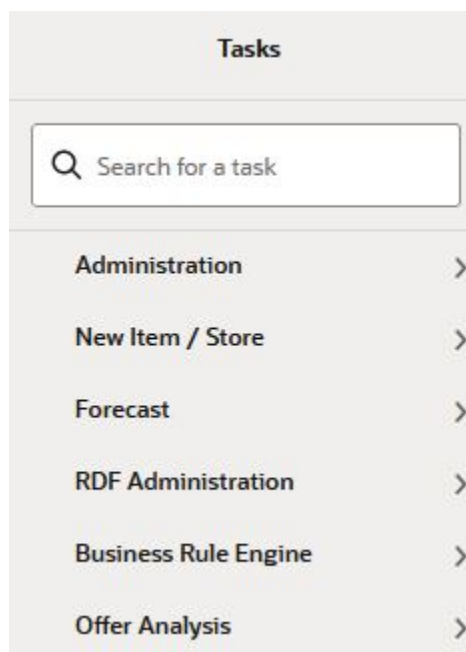 Tasks
Search for a task
Administration
New Item / Store
Forecast
RDF Administration
Business Rule Engine
Offer Analysis